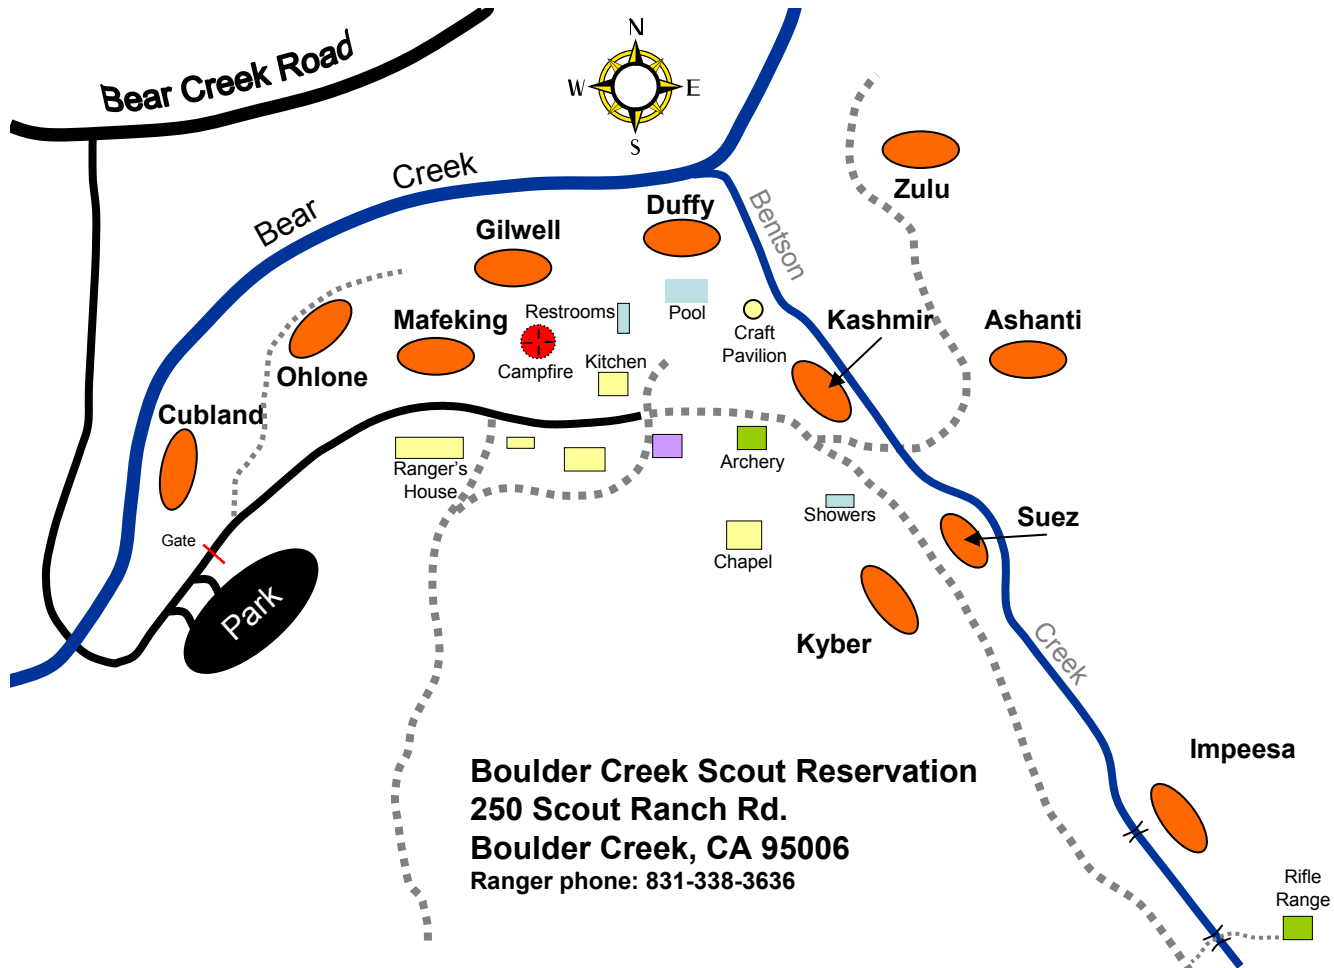 N
W
E
S
Bear Creek Road
Bear
Creek
Bentson
Zulu
Duffy
Gilwell
Pool
Restrooms
Mafeking
Kashmir
Ashanti
Craft
Pavilion
Campfire
Kitchen
Ohlone
Cubland
Ranger's
House
Archery
Showers
Suez
Gate
Chapel
Park
Kyber
Creek
Impeesa
Boulder Creek Scout Reservation
250 Scout Ranch Rd.
Boulder Creek, CA 95006
Ranger phone: 831-338-3636
Rifle
Range